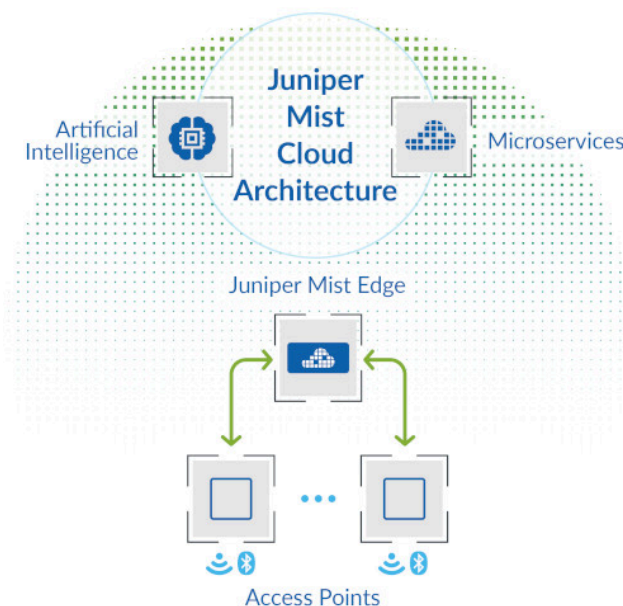 Juniper
Mist
Cloud
Architecture
Artificial
Intelligence
Microservices
Juniper Mist Edge
Access Points